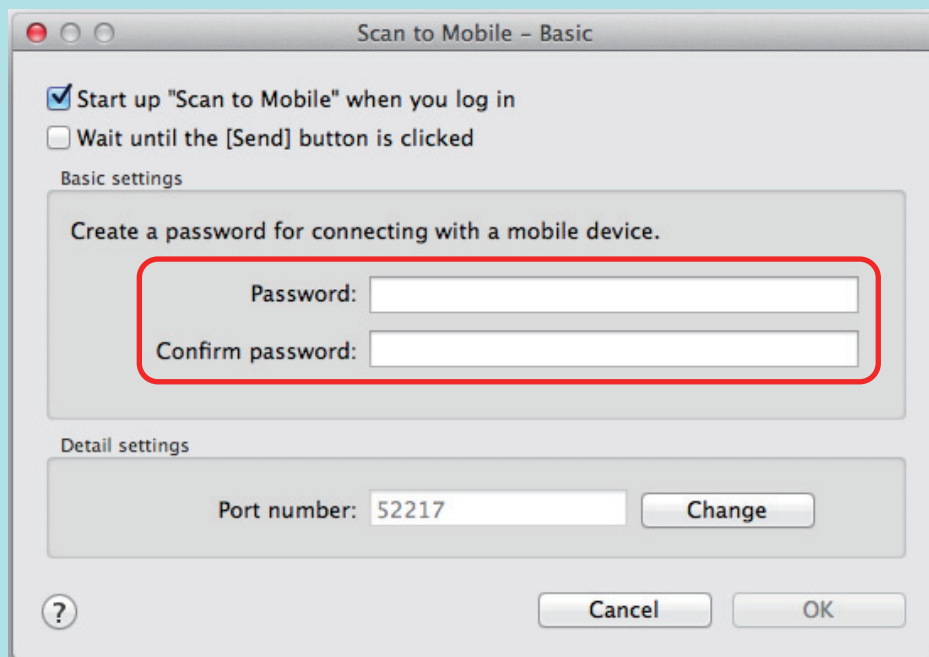 Scan to Mobile – Basic
Start up "Scan to Mobile" when you log in
Wait until the [Send] button is clicked
Basic settings
Create a password for connecting with a mobile device.
Password:
Confirm password:
Detail settings
Port number: 52217 Change
? Cancel OK